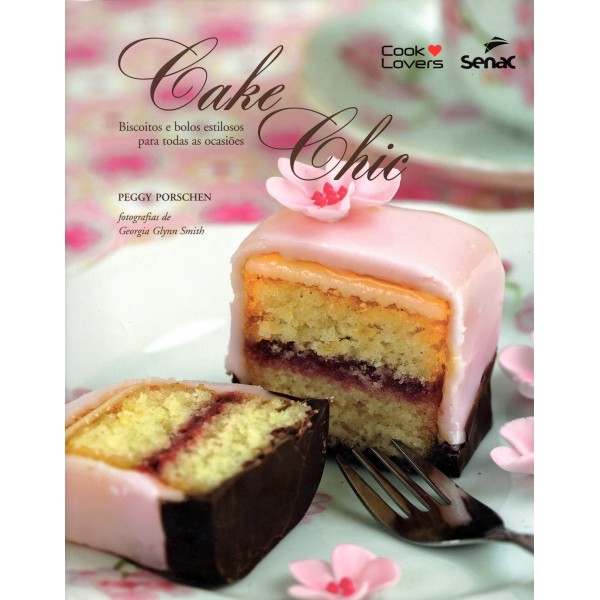 Cake
Chic
Cook Lovers
Senac
Biscoitos e bolos estilosos
para todas as ocasiões
PEGGY PORSCHEN
fotografias de
Georgia Glynn Smith